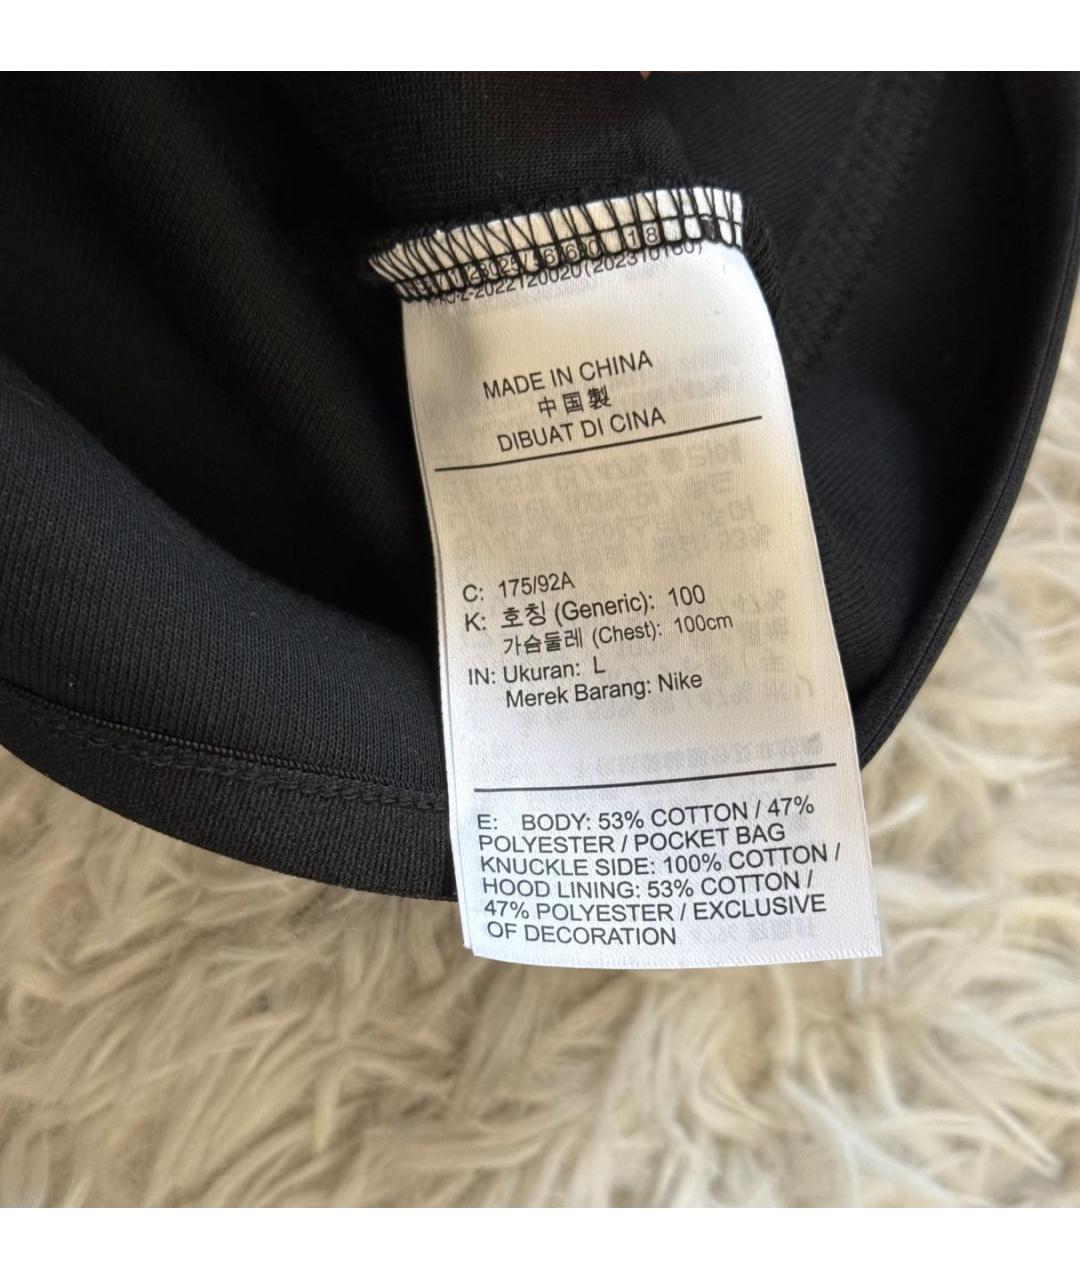 MADE IN CHINA
中国製
DIBUAT DI CINA
C: 175/92A
K: 호칭 (Generic): 100
가슴둘레 (Chest): 100cm
IN: Ukuran: L
Merek Barang: Nike
E: BODY: 53% COTTON / 47%
POLYESTER / POCKET BAG
KNUCKLE SIDE: 100% COTTON /
HOOD LINING: 53% COTTON /
47% POLYESTER / EXCLUSIVE
OF DECORATION